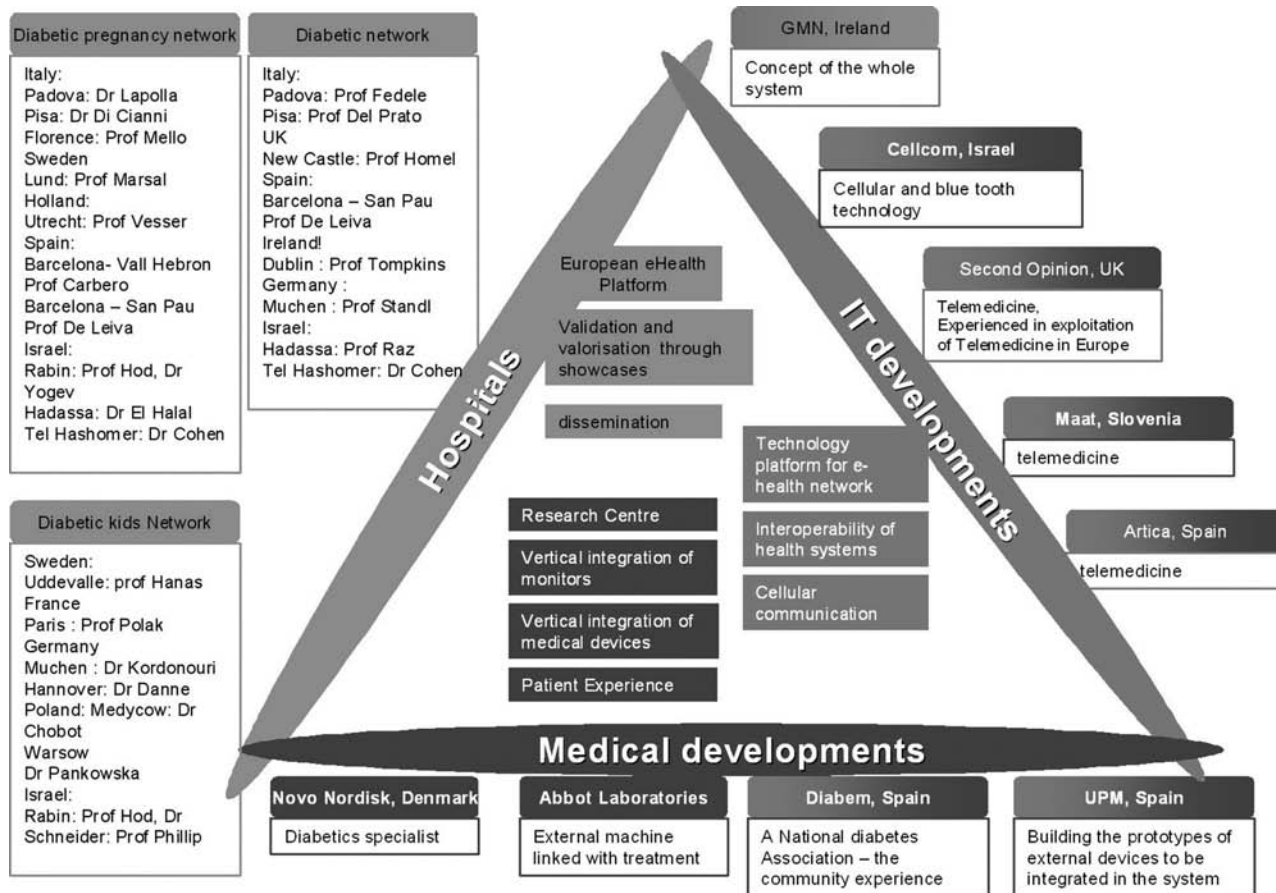 Diabetic pregnancy network
Italy:
Padova: Dr Lapolla
Pisa: Dr Di Cianni
Florence: Prof Mello
Sweden
Lund: Prof Marsal
Holland:
Utrecht: Prof Vesser
Spain:
Barcelona- Vall Hebron
Prof Carbero
Barcelona – San Pau
Prof De Leiva
Israel:
Rabin: Prof Hod, Dr
Yogev
Hadassa: Dr El Halal
Tel Hashomer: Dr Cohen
Diabetic network
Italy:
Padova: Prof Fedele
Pisa: Prof Del Prato
UK
New Castle: Prof Homel
Spain:
Barcelona – San Pau
Prof De Leiva
Ireland!
Dublin : Prof Tompkins
Germany :
Muchen : Prof Standl
Israel:
Hadassa: Prof Raz
Tel Hashomer: Dr Cohen
Diabetic kids Network
Sweden:
Uddevalle: prof Hanas
France
Paris : Prof Polak
Germany
Muchen : Dr Kordonouri
Hannover: Dr Danne
Poland: Medycow: Dr
Chobot
Warsow
Dr Pankowska
Israel:
Rabin: Prof Hod, Dr
Schneider: Prof Phillip
Hospitals
European eHealth
Platform
Validation and
valorisation through
showcases
dissemination
IT developments
Technology
platform for e-
health network
Interoperability of
health systems
Cellular
communication
Research Centre
Vertical integration of
monitors
Vertical integration of
medical devices
Patient Experience
Medical developments
GMN, Ireland
Concept of the whole
system
Cellcom, Israel
Cellular and blue tooth
technology
Second Opinion, UK
Telemedicine,
Experienced in exploitation
of Telemedicine in Europe
Maat, Slovenia
telemedicine
Artica, Spain
telemedicine
Novo Nordisk, Denmark
Diabetics specialist
Abbot Laboratories
External machine
linked with treatment
Diabem, Spain
A National diabetes
Association – the
community experience
UPM, Spain
Building the prototypes of
external devices to be
integrated in the system